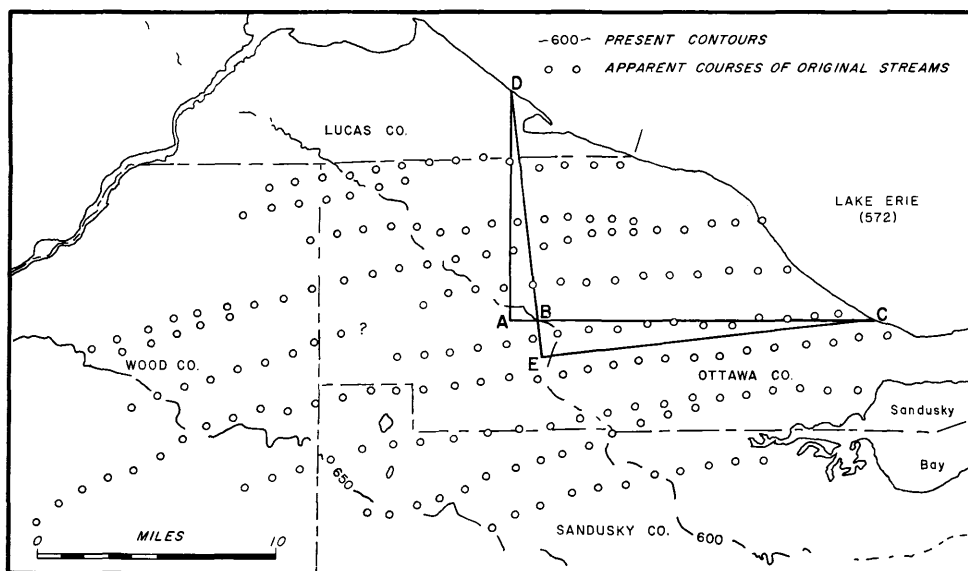 -600- PRESENT CONTOURS
APPARENT COURSES OF ORIGINAL STREAMS
D
LUCAS CO.
LAKE ERIE
(572)
A
B
C
?
E
WOOD CO.
OTTAWA CO.
Sandusky
Bay
650
MILES
0
10
SANDUSKY CO.
600